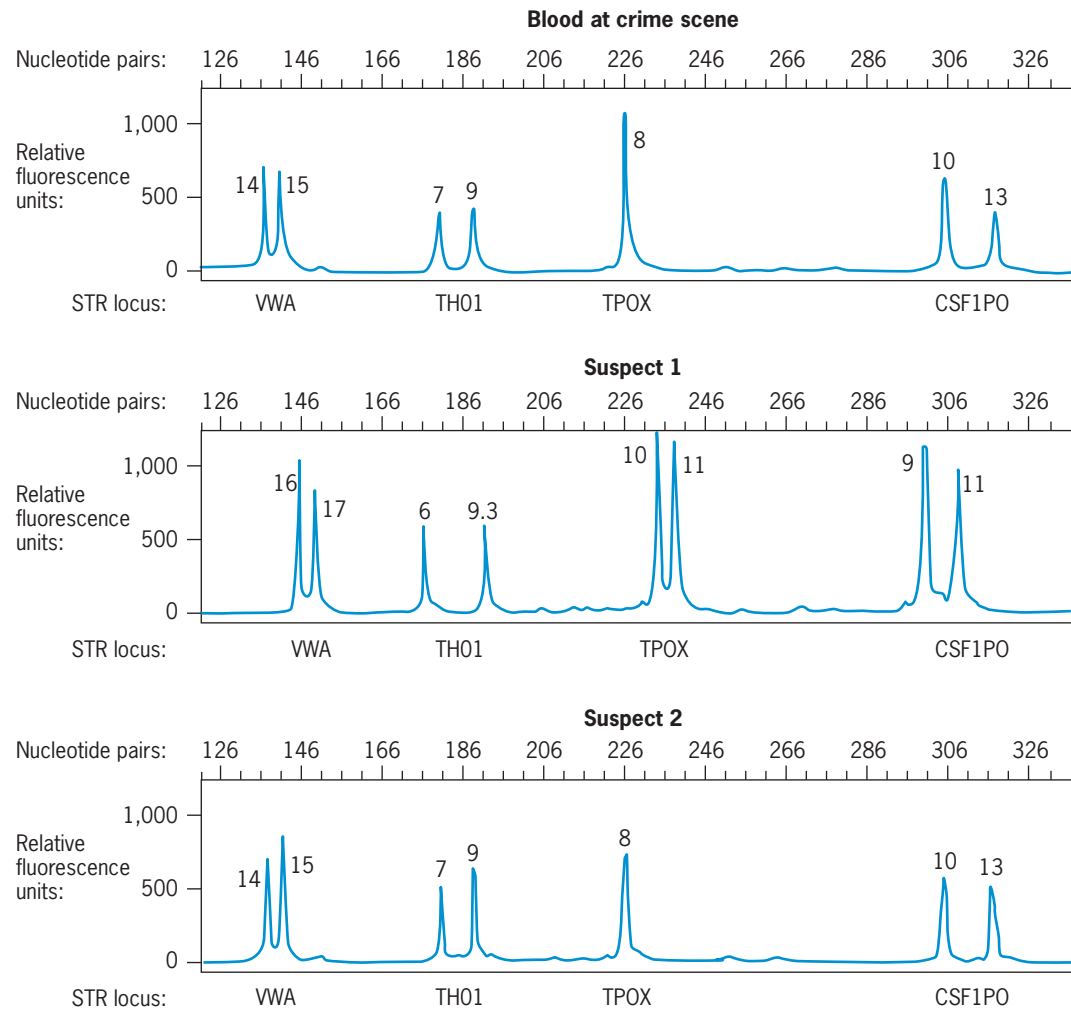 Blood at crime scene
Nucleotide pairs: 126 146 166 186 206 226 246 266 286 306 326
Relative fluorescence units:
1,000
500
0
14 15 7 9 8 10 13
STR locus: VWA TH01 TPOX CSF1PO
Suspect 1
Nucleotide pairs: 126 146 166 186 206 226 246 266 286 306 326
Relative fluorescence units:
1,000
500
0
16 17 6 9.3 10 11 9 11
STR locus: VWA TH01 TPOX CSF1PO
Suspect 2
Nucleotide pairs: 126 146 166 186 206 226 246 266 286 306 326
Relative fluorescence units:
1,000
500
0
14 15 7 9 8 10 13
STR locus: VWA TH01 TPOX CSF1PO